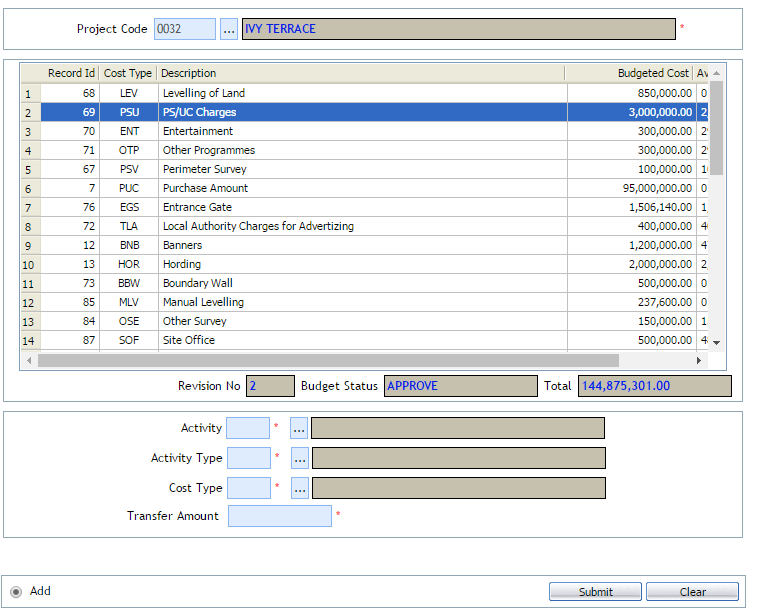 Project Code 0032 ... IVY TERRACE *
Record Id Cost Type Description Budgeted Cost Av
1 68 LEV Levelling of Land 850,000.00 0
2 69 PSU PS/UC Charges 3,000,000.00 2,
3 70 ENT Entertainment 300,000.00
4 71 OTP Other Programmes 300,000.00
5 67 PSV Perimeter Survey 100,000.00
6 7 PUC Purchase Amount 95,000,000.00 0
7 76 EGS Entrance Gate 1,506,140.00 1,
8 72 TLA Local Authority Charges for Advertizing 400,000.00
9 12 BNB Banners 1,200,000.00
10 13 HOR Hording 2,000,000.00 2,
11 73 BBW Boundary Wall 500,000.00 0
12 85 MLV Manual Levelling 237,600.00 0
13 84 OSE Other Survey 150,000.00
14 87 SOF Site Office 500,000.00
Revision No 2 Budget Status APPROVE Total 144,875,301.00
Activity * ...
Activity Type * ...
Cost Type * ...
Transfer Amount *
Add Submit Clear